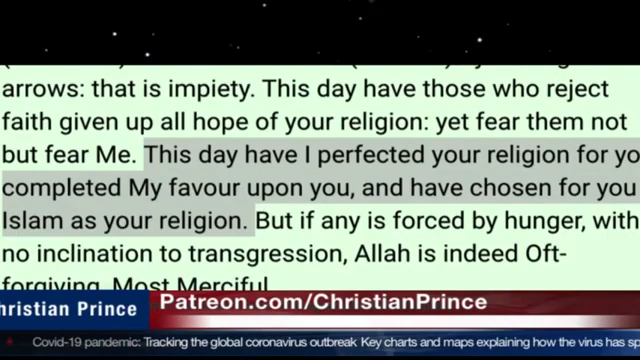 arrows: that is impiety. This day have those who reject
faith given up all hope of your religion: yet fear them not
but fear Me. This day have I perfected your religion for yo
completed My favour upon you, and have chosen for you
Islam as your religion. But if any is forced by hunger, with
no inclination to transgression, Allah is indeed Oft-
forgiving, Most Merciful
hristian Prince
Patreon.com/ChristianPrince
Covid-19 pandemic: Tracking the global coronavirus outbreak Key charts and maps explaining how the virus has sp